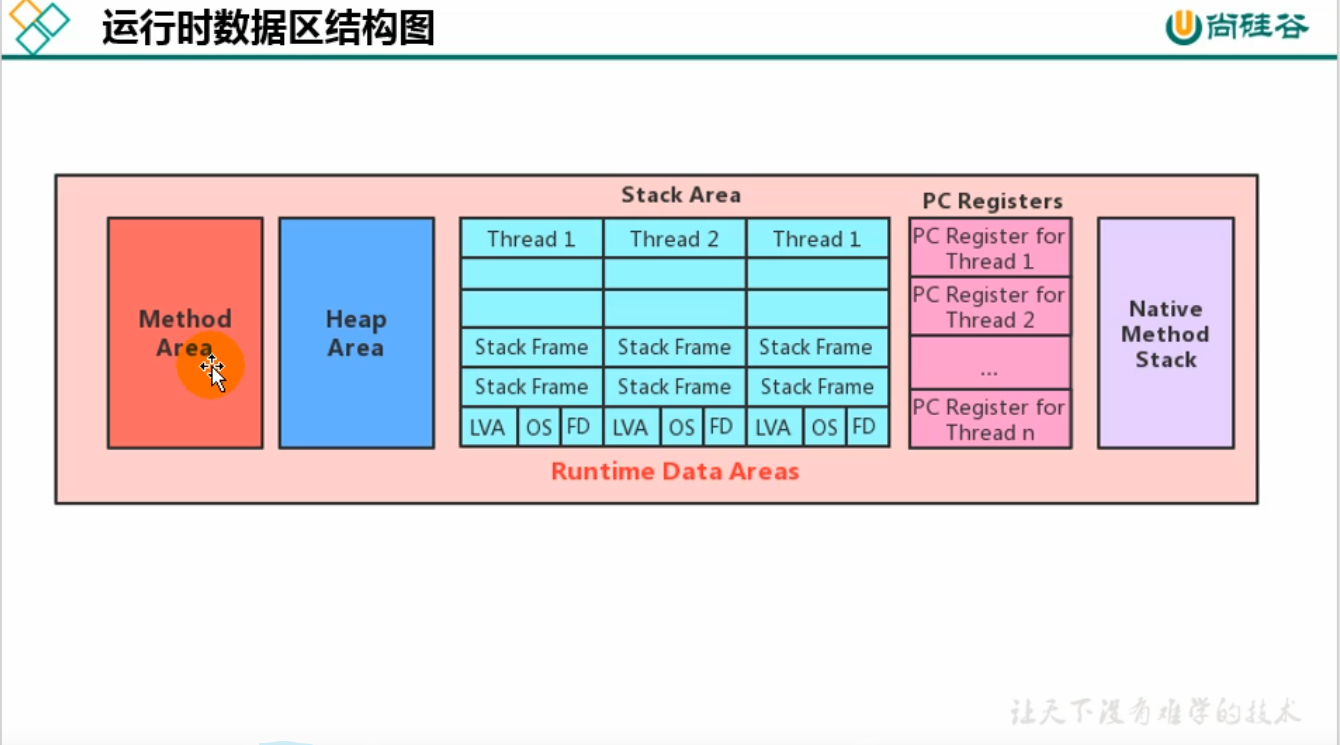 运行时数据区结构图
尚硅谷
Stack Area
PC Registers
Method
Area
Heap
Area
Thread 1
Thread 2
Thread 1
Stack Frame
Stack Frame
Stack Frame
Stack Frame
Stack Frame
Stack Frame
LVA
OS
FD
LVA
OS
FD
LVA
OS
FD
PC Register for
Thread 1
PC Register for
Thread 2
...
PC Register for
Thread n
Native
Method
Stack
Runtime Data Areas
让天下没有难学的技术